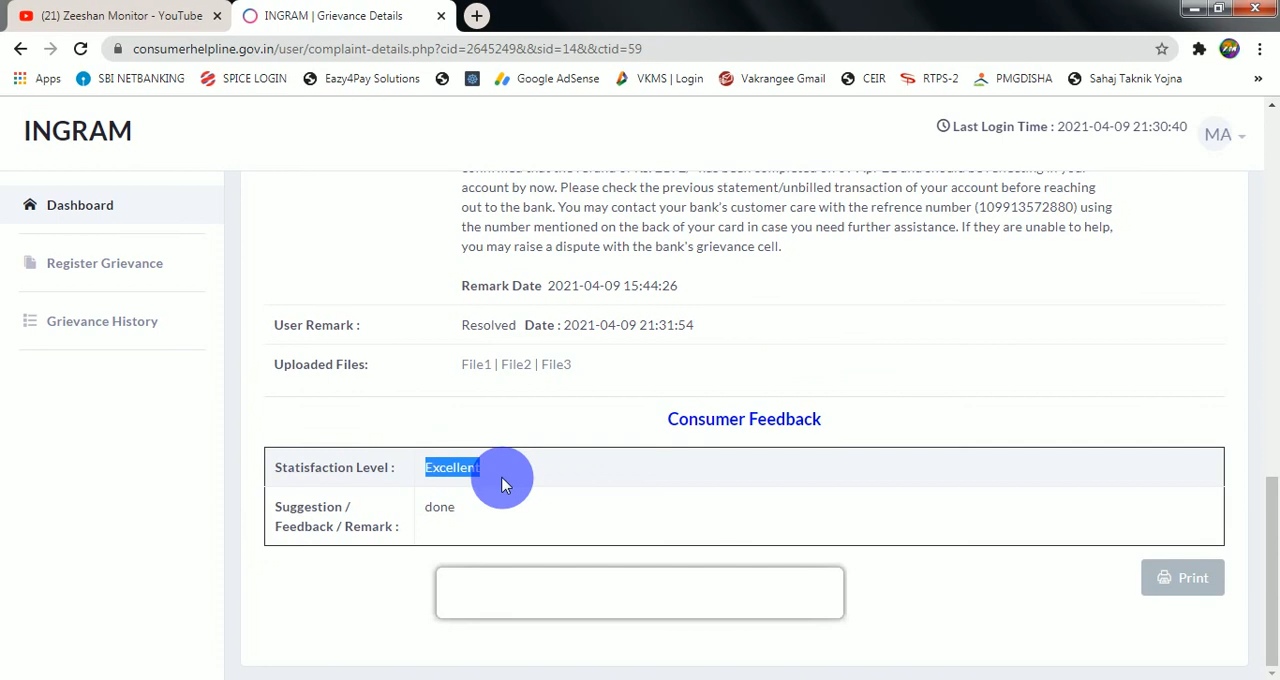 (21) Zeeshan Monitor - YouTube
INGRAM | Grievance Details
consumerhelpline.gov.in/user/complaint-details.php?cid=2645249&&sid=14&&ctid=59
Apps
SBI NETBANKING
SPICE LOGIN
Eazy4Pay Solutions
Google AdSense
VKMS | Login
Vakrangee Gmail
CEIR
RTPS-2
PMGDISHA
Sahaj Taknik Yojna
»
INGRAM
Last Login Time : 2021-04-09 21:30:40
MA
Dashboard
Register Grievance
Grievance History
account by now. Please check the previous statement/unbilled transaction of your account before reaching
out to the bank. You may contact your bank's customer care with the refrence number (109913572880) using
the number mentioned on the back of your card in case you need further assistance. If they are unable to help,
you may raise a dispute with the bank's grievance cell.
Remark Date 2021-04-09 15:44:26
User Remark : Resolved Date : 2021-04-09 21:31:54
Uploaded Files: File1 | File2 | File3
Consumer Feedback
Statisfaction Level : Excellent
Suggestion / done
Feedback / Remark :
Print